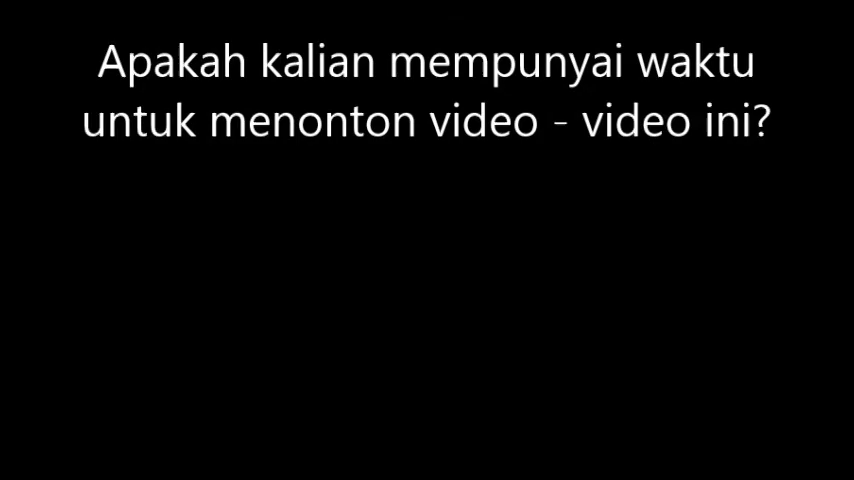 Apakah kalian mempunyai waktu
untuk menonton video - video ini?